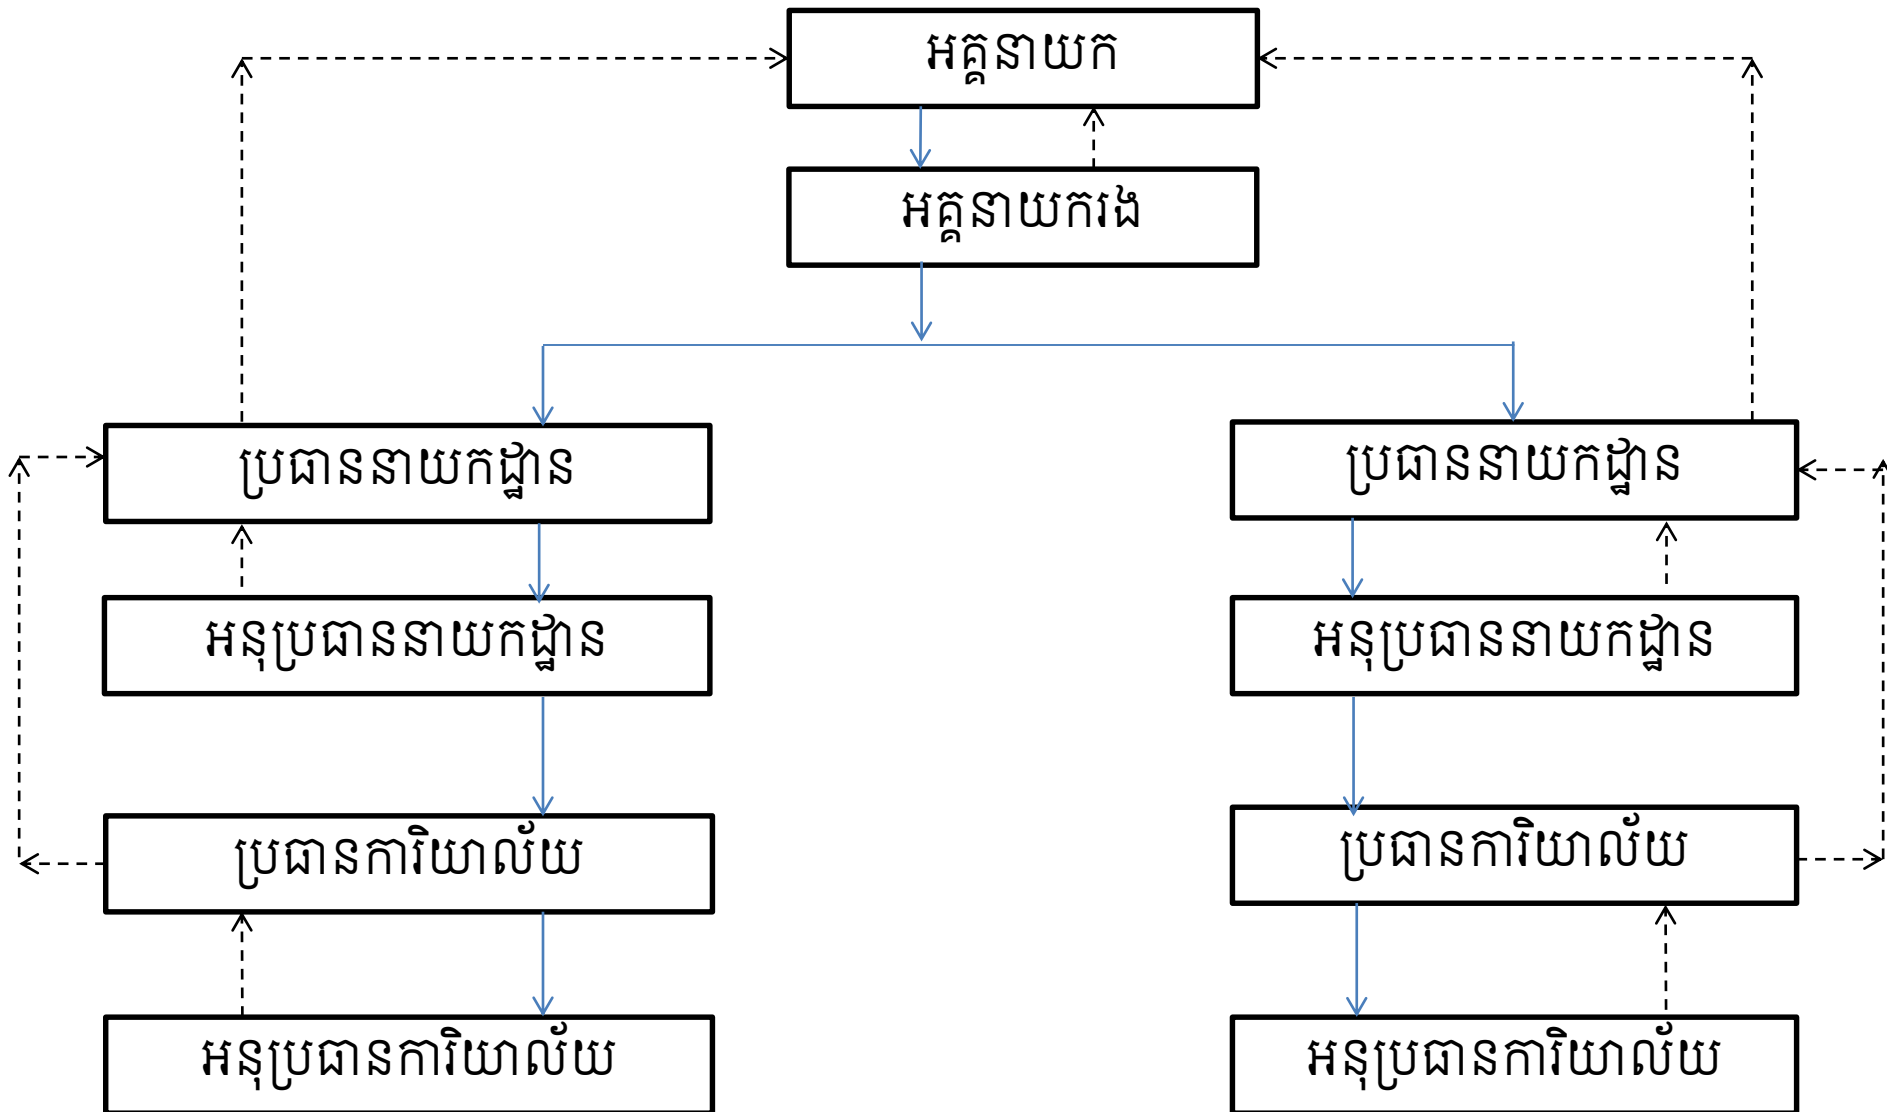 អគ្គនាយក
អគ្គនាយករង
ប្រធាននាយកដ្ឋាន
ប្រធាននាយកដ្ឋាន
អនុប្រធាននាយកដ្ឋាន
អនុប្រធាននាយកដ្ឋាន
ប្រធានការិយាល័យ
ប្រធានការិយាល័យ
អនុប្រធានការិយាល័យ
អនុប្រធានការិយាល័យ